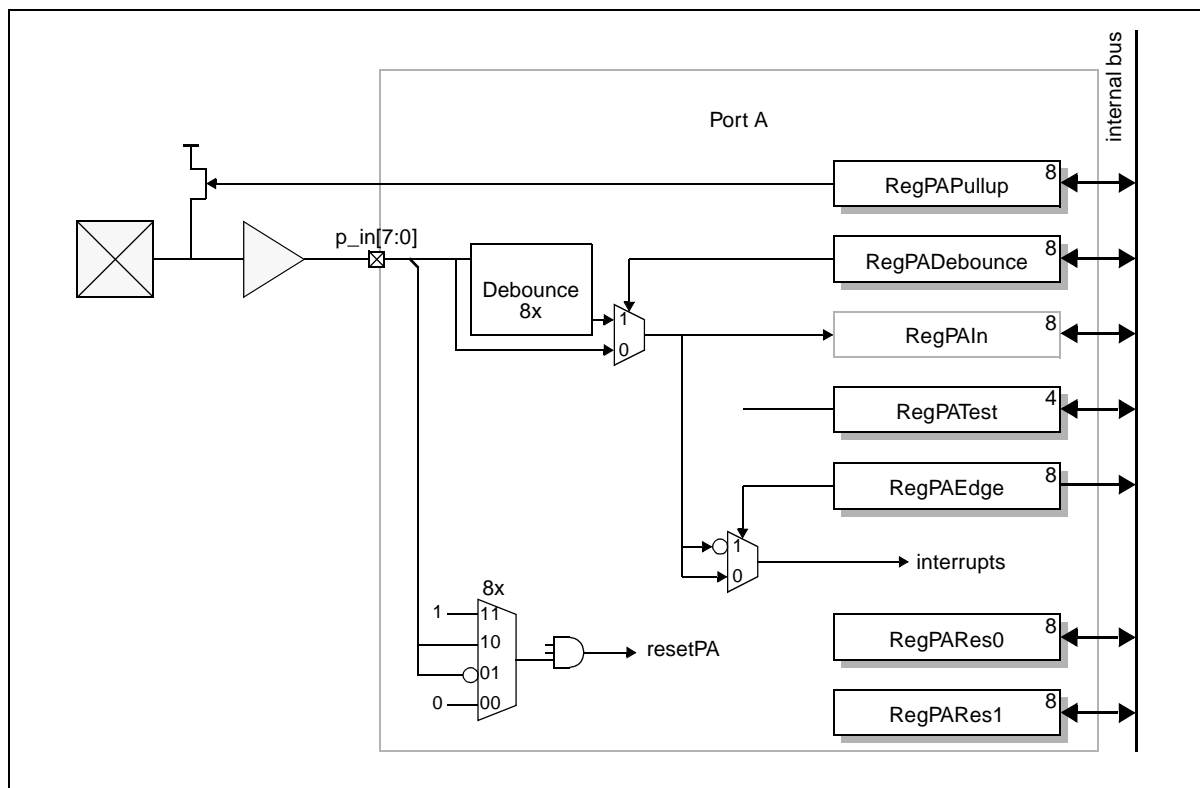 internal bus
Port A
RegPAPullup
8
p_in[7:0]
Debounce
8x
1
0
RegPADebounce
8
RegPAIn
8
RegPATest
4
RegPAEdge
8
1
0
interrupts
8x
1
11
10
01
0
00
resetPA
RegPARes0
8
RegPARes1
8